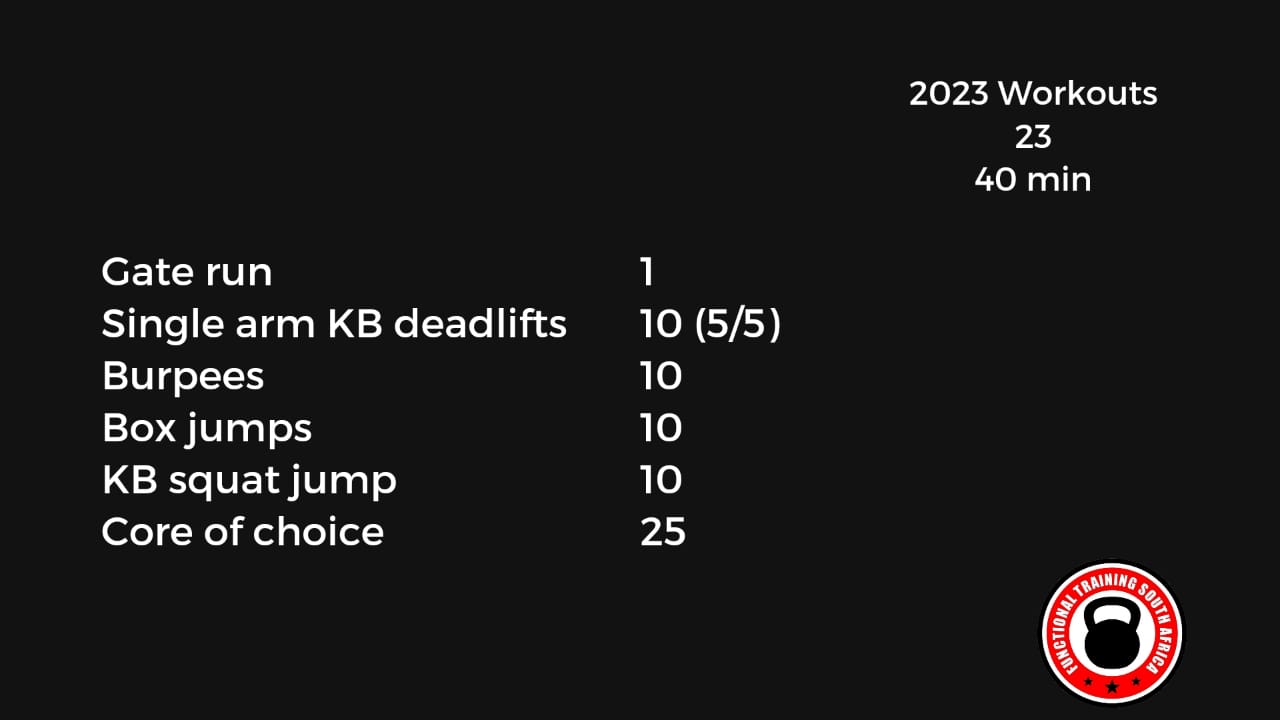 2023 Workouts
23
40 min
Gate run 1
Single arm KB deadlifts 10 (5/5)
Burpees 10
Box jumps 10
KB squat jump 10
Core of choice 25
FUNCTIONAL TRAINING SOUTH AFRICA